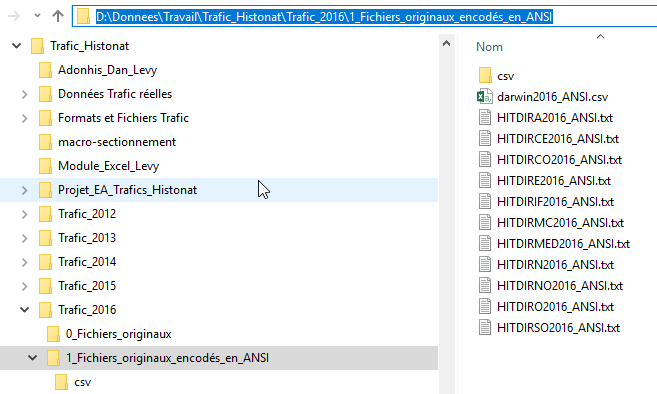 D:\Donnees\Travail\Trafic_Histonat\Trafic_2016\1_Fichiers_originaux_encodés_en_ANSI
Trafic_Histonat
Adonhis_Dan_Levy
Données Trafic réelles
Formats et Fichiers Trafic
macro-sectionnement
Module_Excel_Levy
Projet_EA_Trafics_Histonat
Trafic_2012
Trafic_2013
Trafic_2014
Trafic_2015
Trafic_2016
0_Fichiers_originaux
1_Fichiers_originaux_encodés_en_ANSI
csv
Nom
csv
darwin2016_ANSI.csv
HITDIRA2016_ANSI.txt
HITDIRCE2016_ANSI.txt
HITDIRCO2016_ANSI.txt
HITDIRE2016_ANSI.txt
HITDIRIF2016_ANSI.txt
HITDIRMC2016_ANSI.txt
HITDIRMED2016_ANSI.txt
HITDIRN2016_ANSI.txt
HITDIRNO2016_ANSI.txt
HITDIRO2016_ANSI.txt
HITDIRSO2016_ANSI.txt